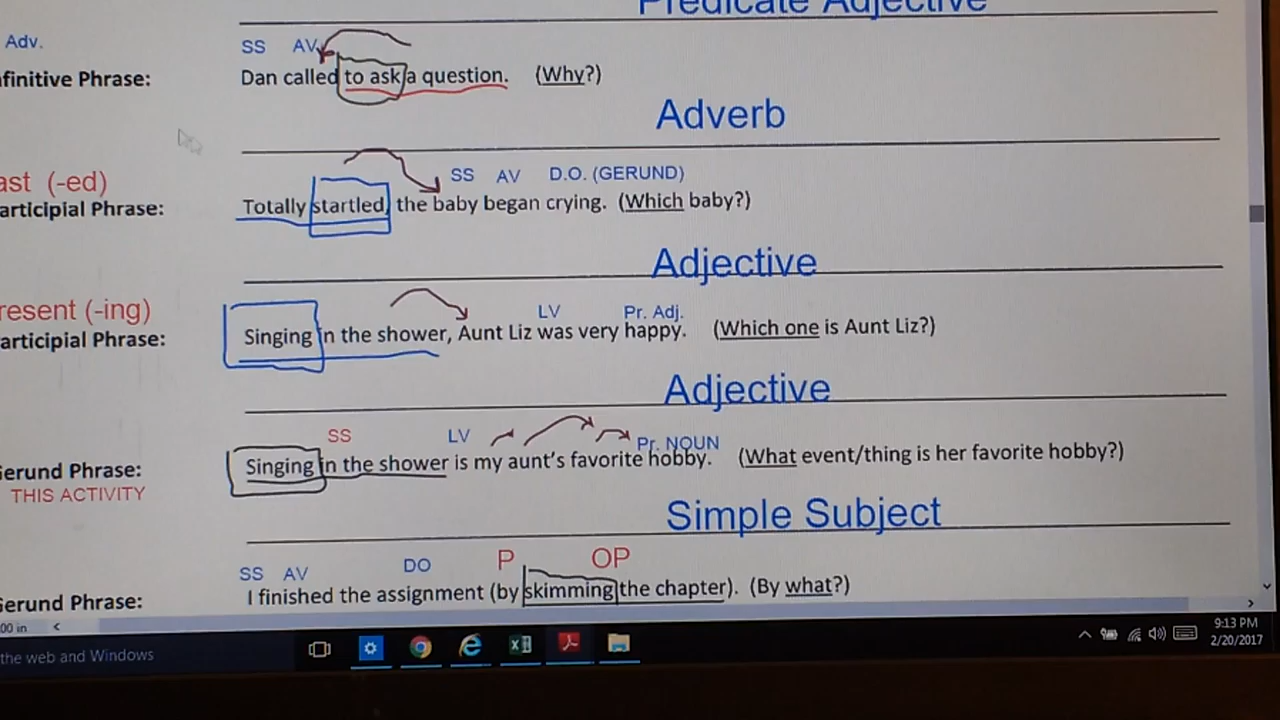 Predicate Adjective
Adv.
SS AV
nfinitive Phrase: Dan called to ask a question. (Why?)
Adverb
ast (-ed)
SS AV D.O. (GERUND)
articipial Phrase: Totally startled, the baby began crying. (Which baby?)
Adjective
resent (-ing)
LV Pr. Adj.
articipial Phrase: Singing in the shower, Aunt Liz was very happy. (Which one is Aunt Liz?)
Adjective
SS LV Pr. NOUN
Gerund Phrase: Singing in the shower is my aunt's favorite hobby. (What event/thing is her favorite hobby?)
THIS ACTIVITY
Simple Subject
SS AV DO P OP
Gerund Phrase: I finished the assignment (by skimming the chapter). (By what?)
00 in
the web and Windows
9:13 PM
2/20/2017